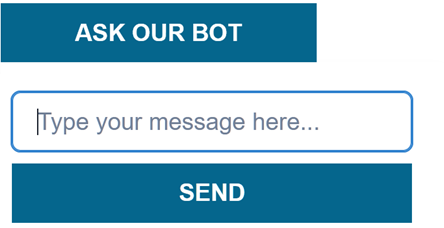 ASK OUR BOT
Type your message here...
SEND